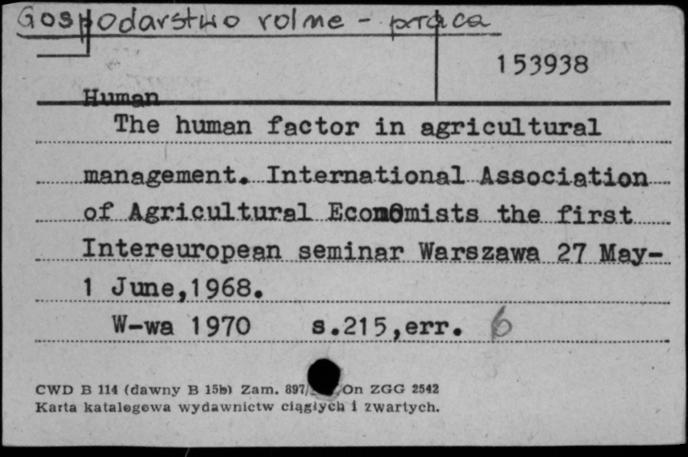 Gospodarstwo rolne - praca
153938
Human
The human factor in agricultural
management. International Association
of Agricultural Economists the first
Intereuropean seminar Warszawa 27 May-
1 June,1968.
W-wa 1970 s.215,err. 6
CWD B 114 (dawny B 15b) Zam. 897/ On ZGG 2542
Karta katalogowa wydawnictw ciągłych i zwartych.